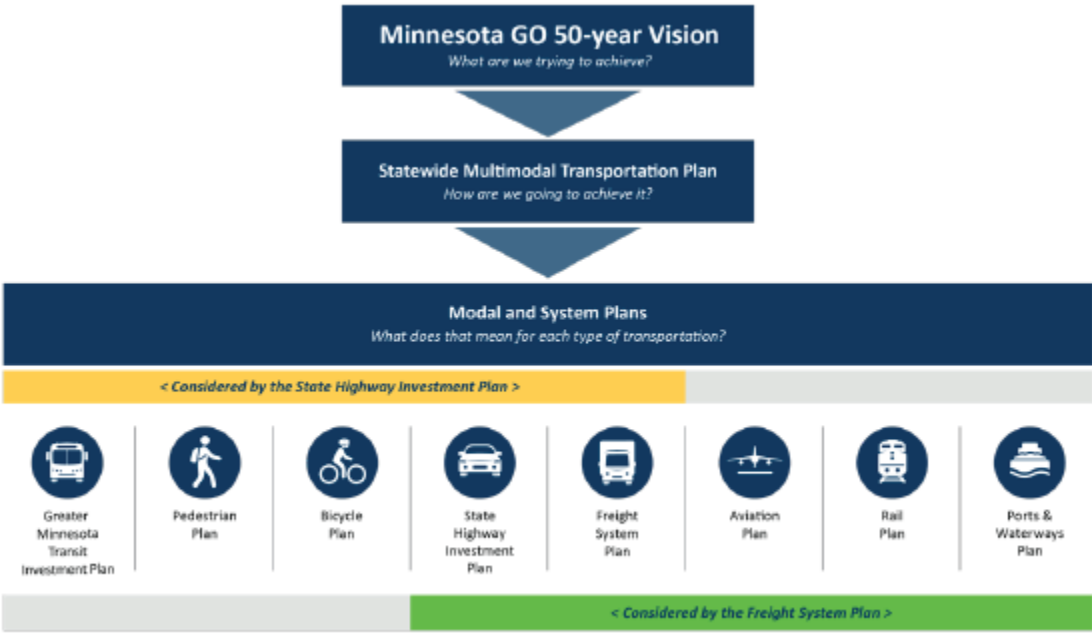 Minnesota GO 50-year Vision
What are we trying to achieve?
Statewide Multimodal Transportation Plan
How are we going to achieve it?
Modal and System Plans
What does that mean for each type of transportation?
< Considered by the State Highway Investment Plan >
Greater
Minnesota
Transit
Investment Plan
Pedestrian
Plan
Bicycle
Plan
State
Highway
Investment
Plan
Freight
System
Plan
Aviation
Plan
Rail
Plan
Ports &
Waterways
Plan
< Considered by the Freight System Plan >